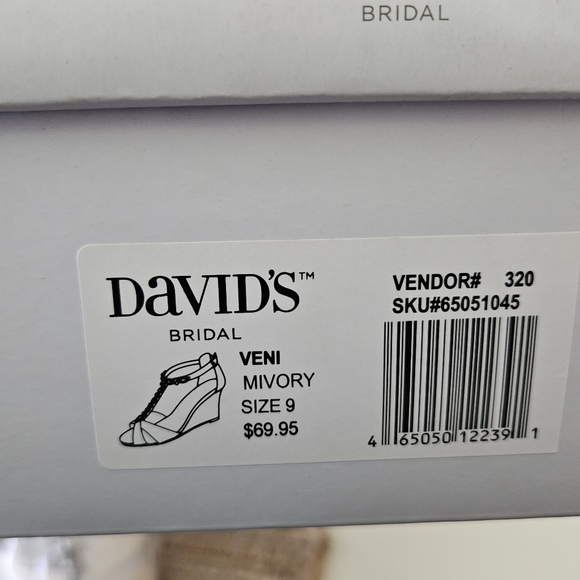 BRIDAL
DAVID'S™
BRIDAL
VENI
MIVORY
SIZE 9
$69.95
VENDOR# 320
SKU#65051045
4 65050 12239 1